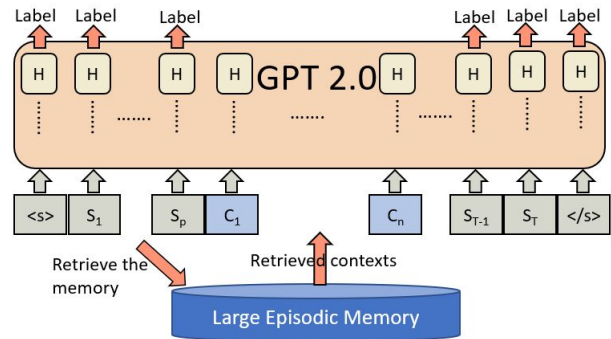 Label Label Label Label Label Label
H H H H GPT 2.0 H H H H
....... ....... .......
<s> S1 Sp C1 Cn ST-1 ST </s>
Retrieve the
memory
Retrieved contexts
Large Episodic Memory